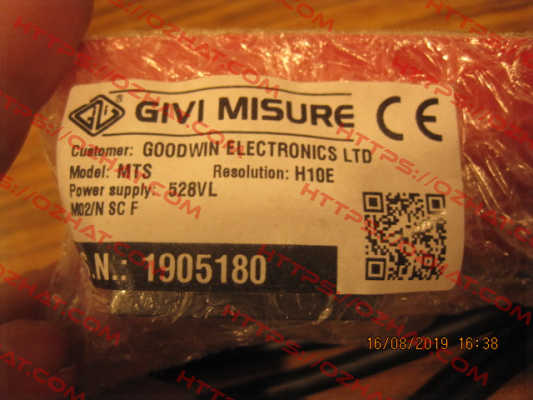 GIVI MISURE CE
Customer: GOODWIN ELECTRONICS LTD
Model: MTS Resolution: H10E
Power supply: 528VL
M02/N SC F
S.N.: 1905180
16/08/2019 16:38
HTTPS://OZHAT.COM